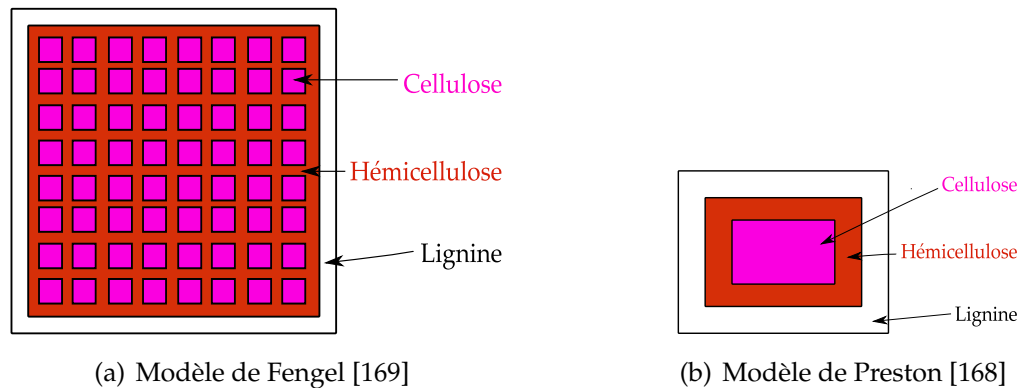 Cellulose
Hémicellulose
Lignine
(a) Modèle de Fengel [169]
Cellulose
Hémicellulose
Lignine
(b) Modèle de Preston [168]